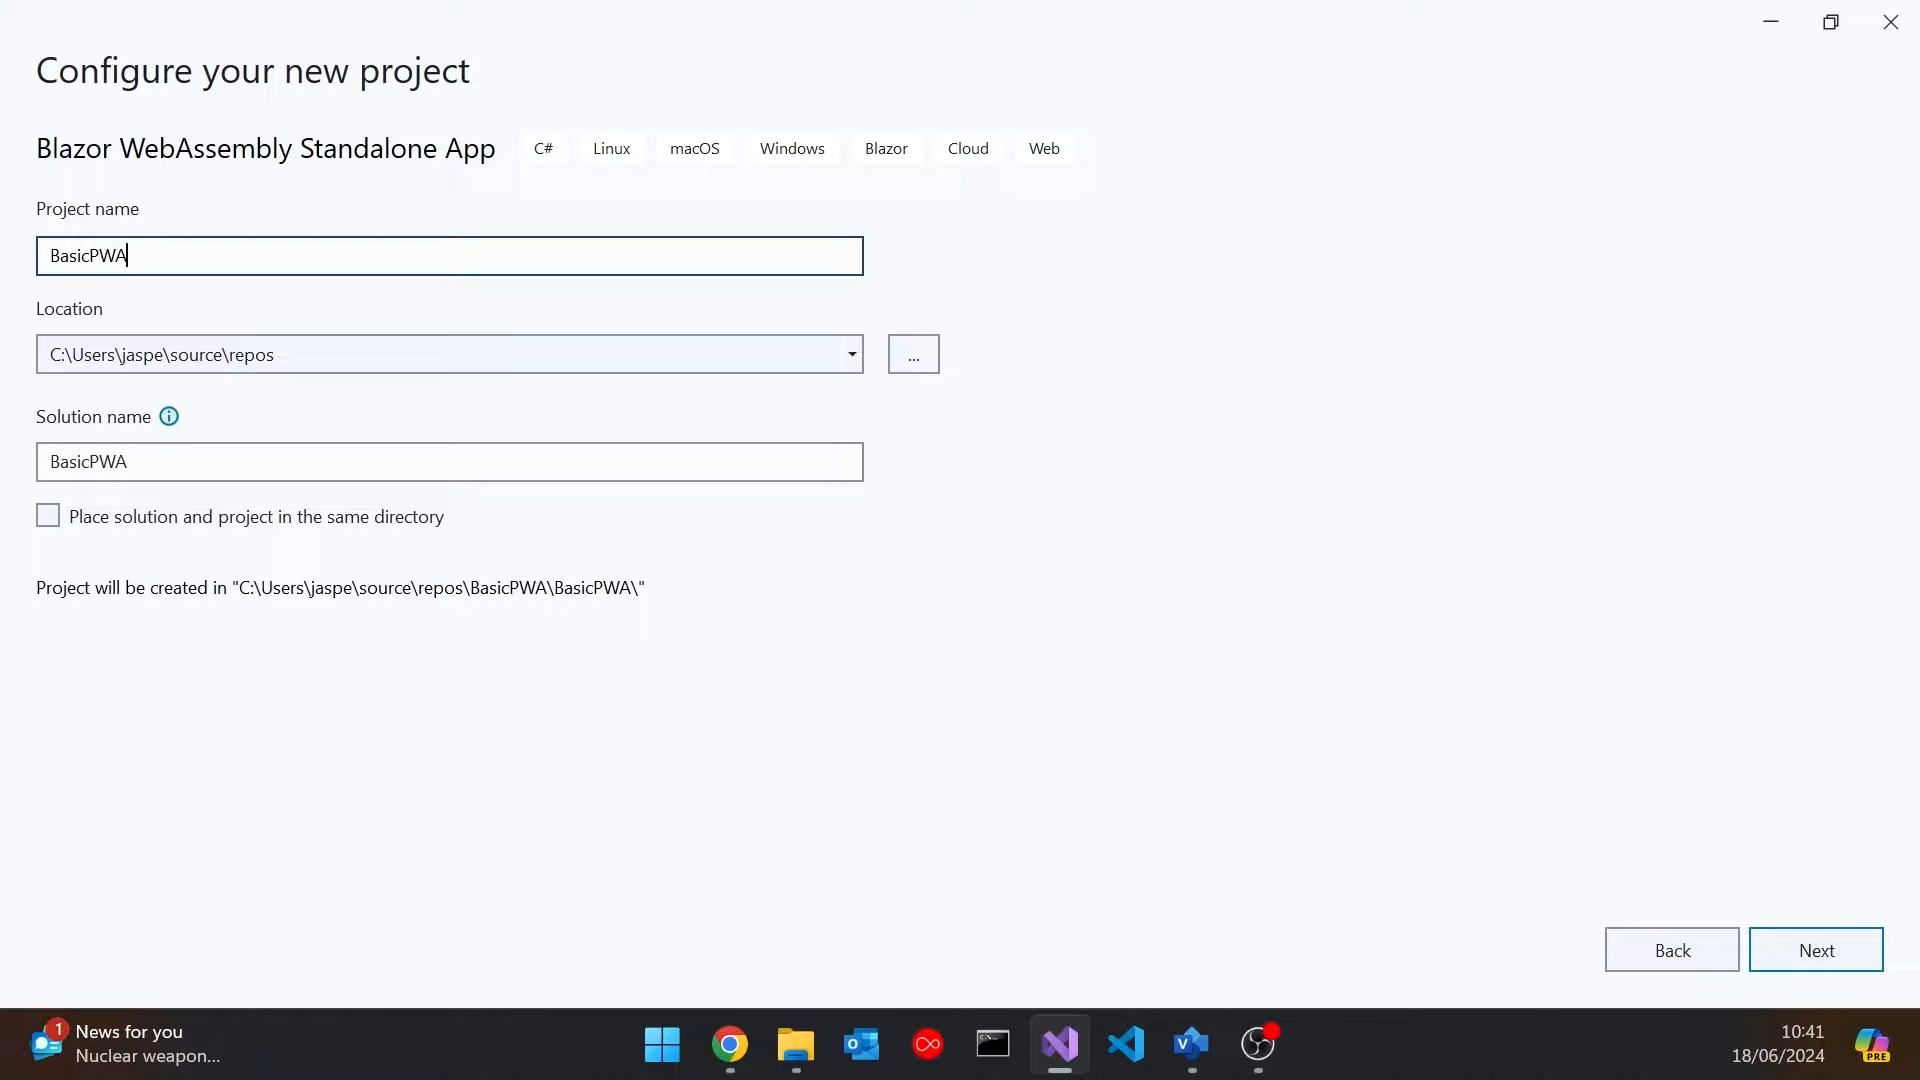 Configure your new project
Blazor WebAssembly Standalone App C# Linux macOS Windows Blazor Cloud Web
Project name
BasicPWA
Location
C:\Users\jaspe\source\repos
...
Solution name
BasicPWA
Place solution and project in the same directory
Project will be created in "C:\Users\jaspe\source\repos\BasicPWA\BasicPWA\"
Back Next
1 News for you
Nuclear weapon...
10:41
18/06/2024
PRE